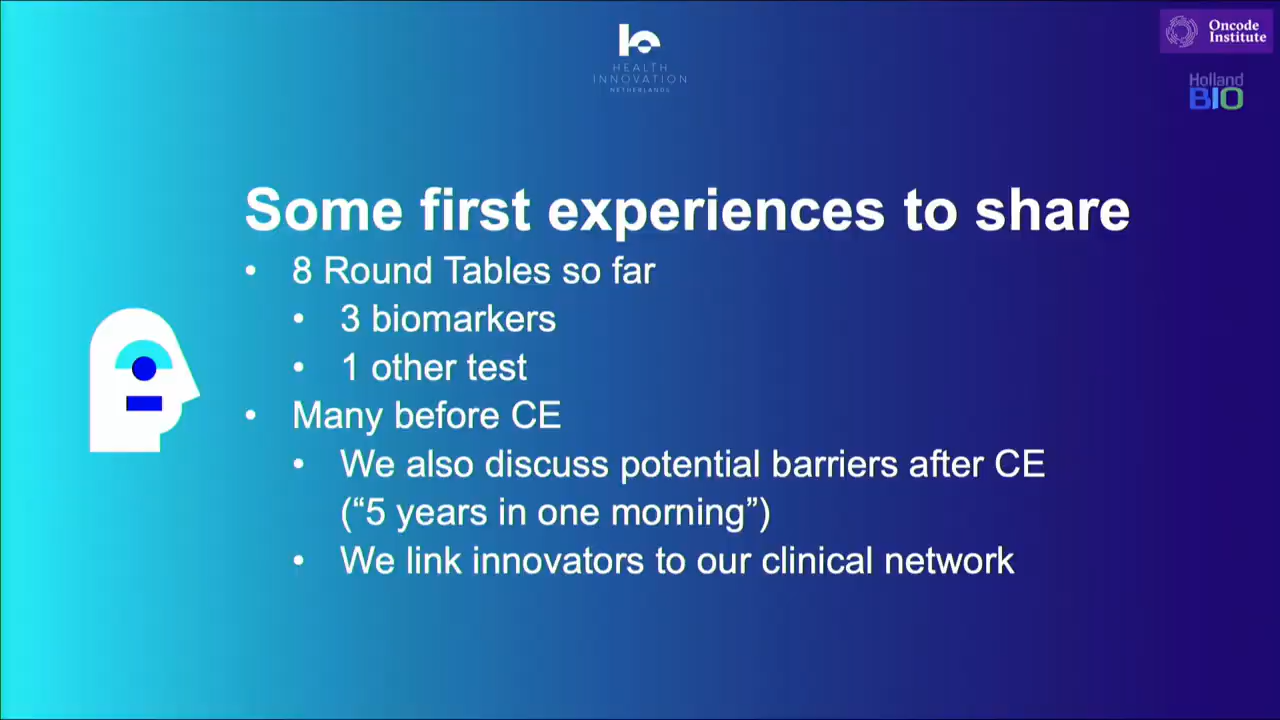 HEALTH
INNOVATION
NETHERLANDS
Oncode
Institute
Holland
BIO
Some first experiences to share
• 8 Round Tables so far
• 3 biomarkers
• 1 other test
• Many before CE
• We also discuss potential barriers after CE
(“5 years in one morning”)
• We link innovators to our clinical network